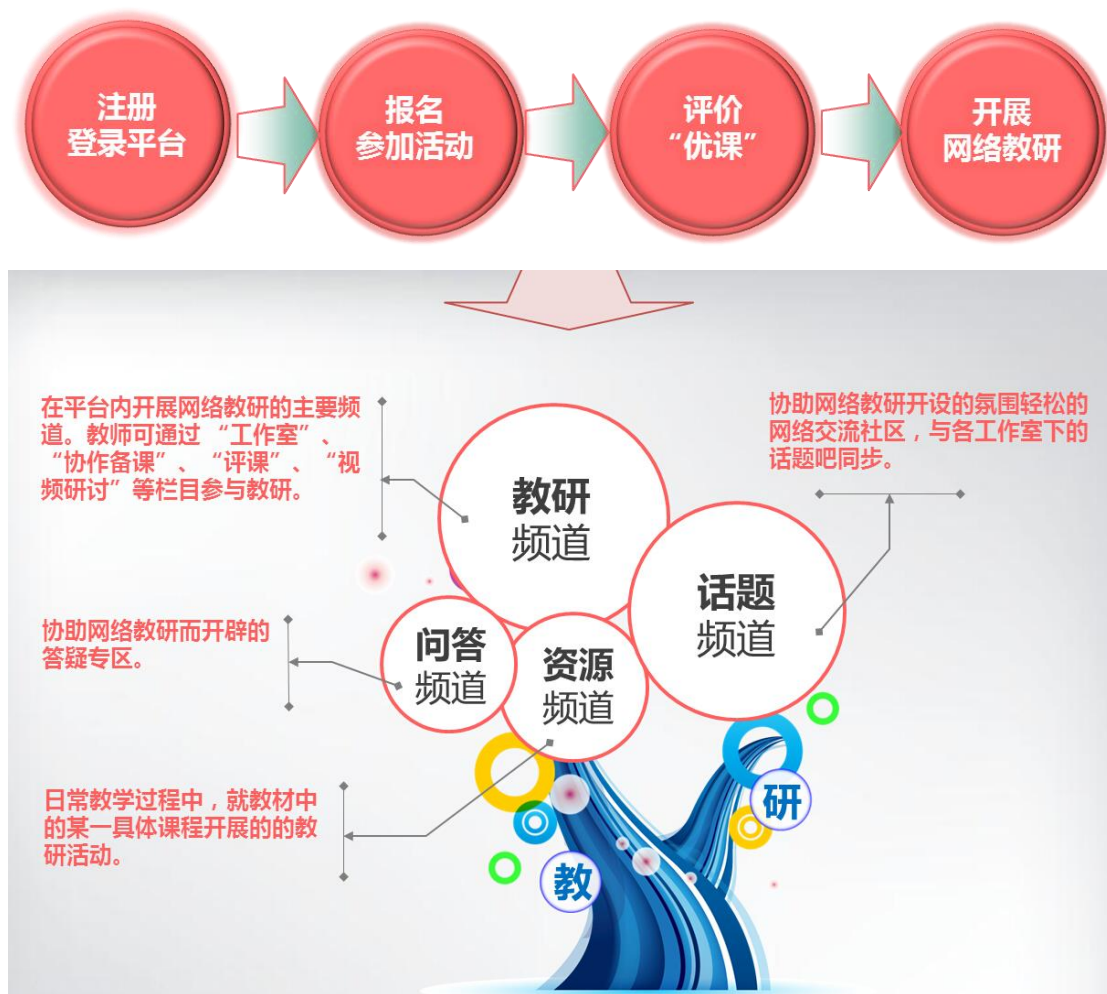 注册
登录平台
报名
参加活动
评价
“优课”
开展
网络教研
在平台内开展网络教研的主要频
道。教师可通过 “工作室”、
“协作备课”、“评课”、“视
频研讨”等栏目参与教研。
协助网络教研开设的氛围轻松的
网络交流社区，与各工作室下的
话题吧同步。
教研
频道
话题
频道
协助网络教研而开辟的
答疑专区。
问答
频道
资源
频道
日常教学过程中，就教材中
的某一具体课程开展的的教
研活动。
研
教